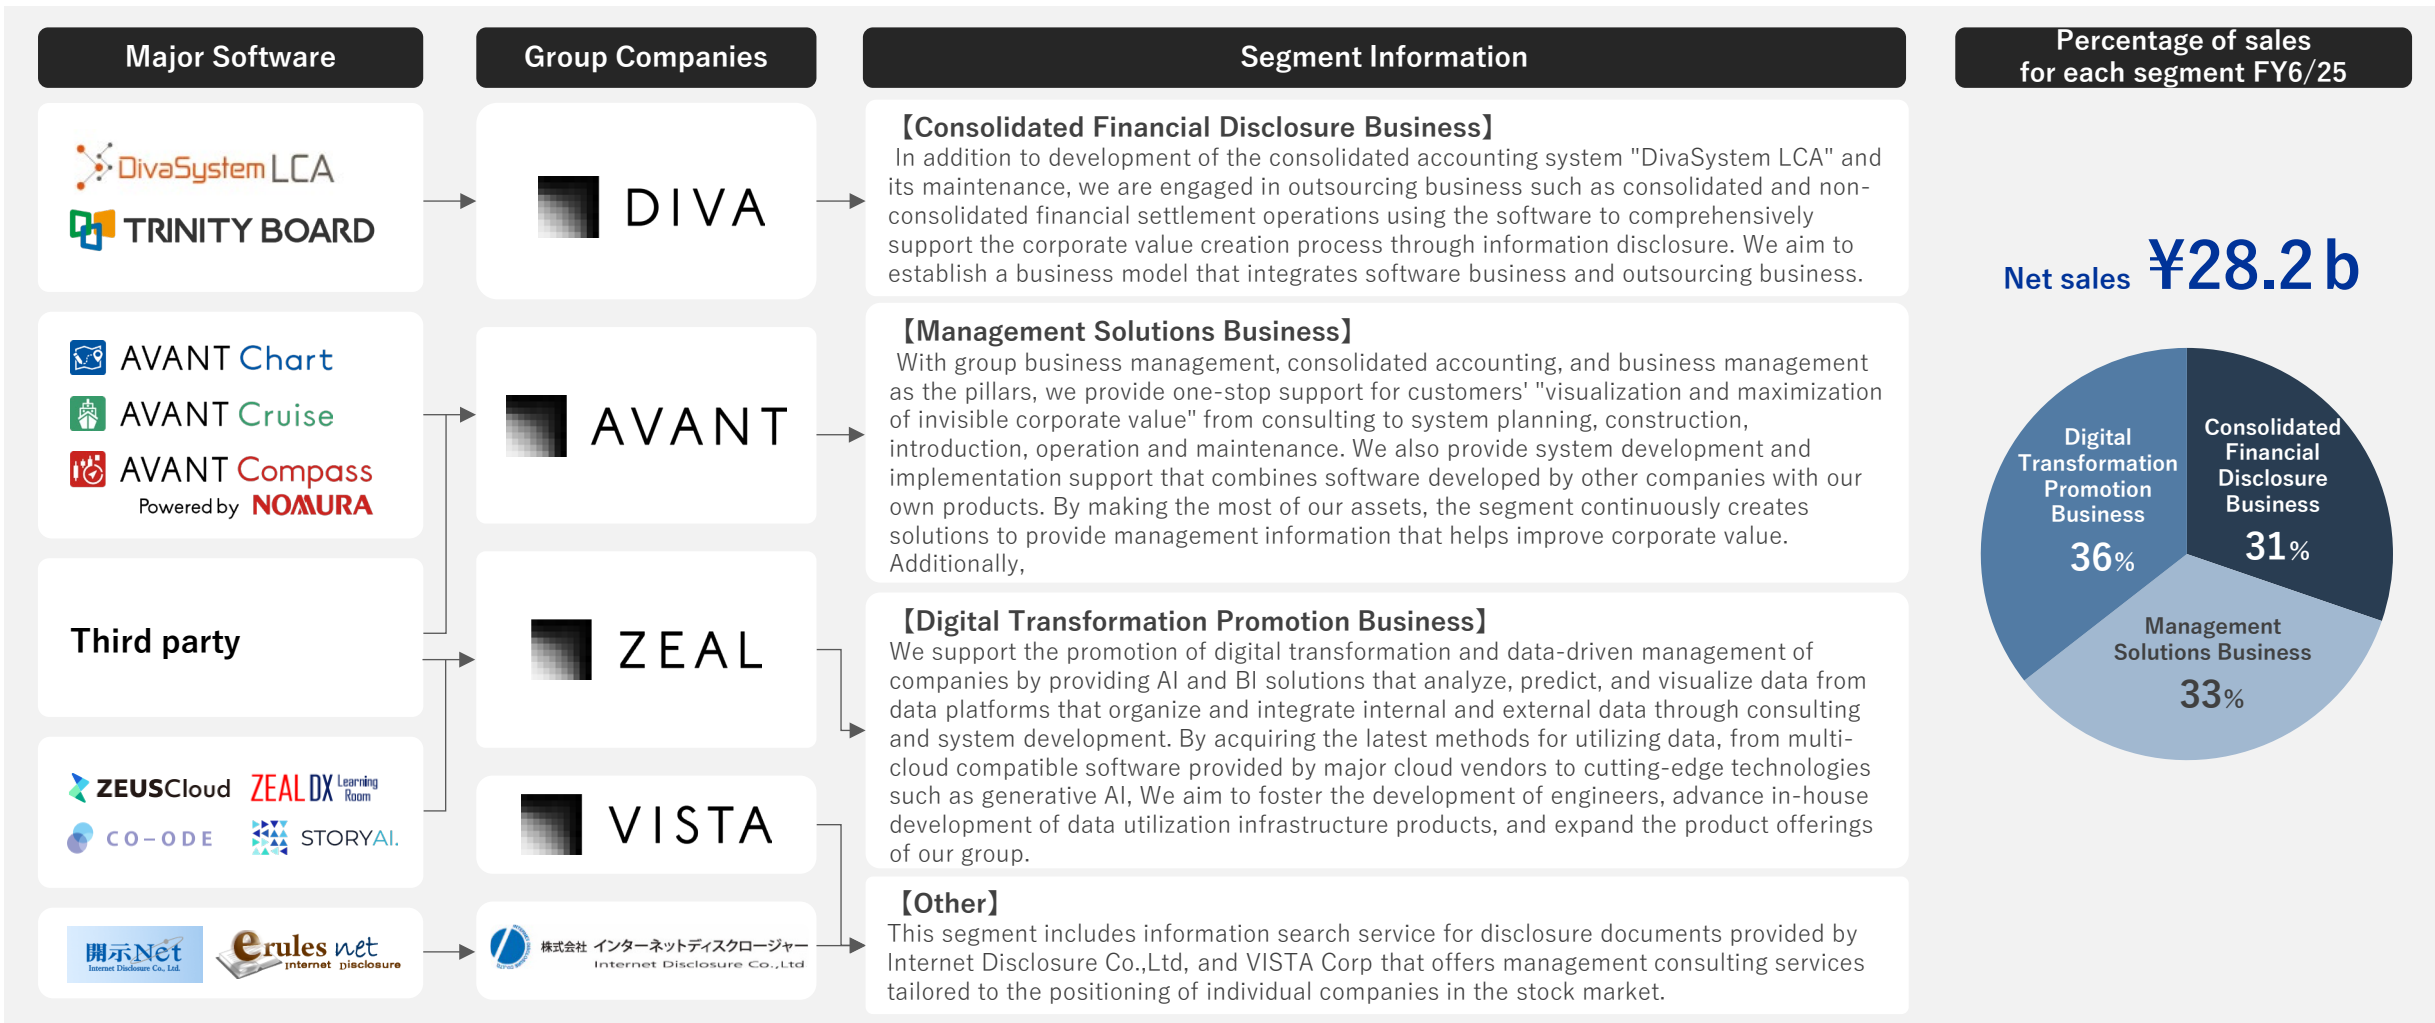 Major Software
Group Companies
Segment Information
Percentage of sales
for each segment FY6/25
DivaSystem LCA
TRINITY BOARD
DIVA
【Consolidated Financial Disclosure Business】
In addition to development of the consolidated accounting system "DivaSystem LCA" and
its maintenance, we are engaged in outsourcing business such as consolidated and non-
consolidated financial settlement operations using the software to comprehensively
support the corporate value creation process through information disclosure. We aim to
establish a business model that integrates software business and outsourcing business.
AVANT Chart
AVANT Cruise
AVANT Compass
Powered by NOMURA
AVANT
【Management Solutions Business】
With group business management, consolidated accounting, and business management
as the pillars, we provide one-stop support for customers' "visualization and maximization
of invisible corporate value" from consulting to system planning, construction,
introduction, operation and maintenance. We also provide system development and
implementation support that combines software developed by other companies with our
own products. By making the most of our assets, the segment continuously creates
solutions to provide management information that helps improve corporate value.
Additionally,
Third party
ZEAL
【Digital Transformation Promotion Business】
We support the promotion of digital transformation and data-driven management of
companies by providing AI and BI solutions that analyze, predict, and visualize data from
data platforms that organize and integrate internal and external data through consulting
and system development. By acquiring the latest methods for utilizing data, from multi-
cloud compatible software provided by major cloud vendors to cutting-edge technologies
such as generative AI, We aim to foster the development of engineers, advance in-house
development of data utilization infrastructure products, and expand the product offerings
of our group.
ZEUSCloud
ZEAL DX Learning
Room
CO-ODE
STORYAI.
VISTA
開示Net
Internet Disclosure Co., Ltd.
erules net
Internet Disclosure
株式会社 インターネットディスクロージャー
Internet Disclosure Co.,Ltd
【Other】
This segment includes information search service for disclosure documents provided by
Internet Disclosure Co.,Ltd, and VISTA Corp that offers management consulting services
tailored to the positioning of individual companies in the stock market.
Net sales ¥28.2 b
Digital
Transformation
Promotion
Business
36%
Consolidated
Financial
Disclosure
Business
31%
Management
Solutions Business
33%